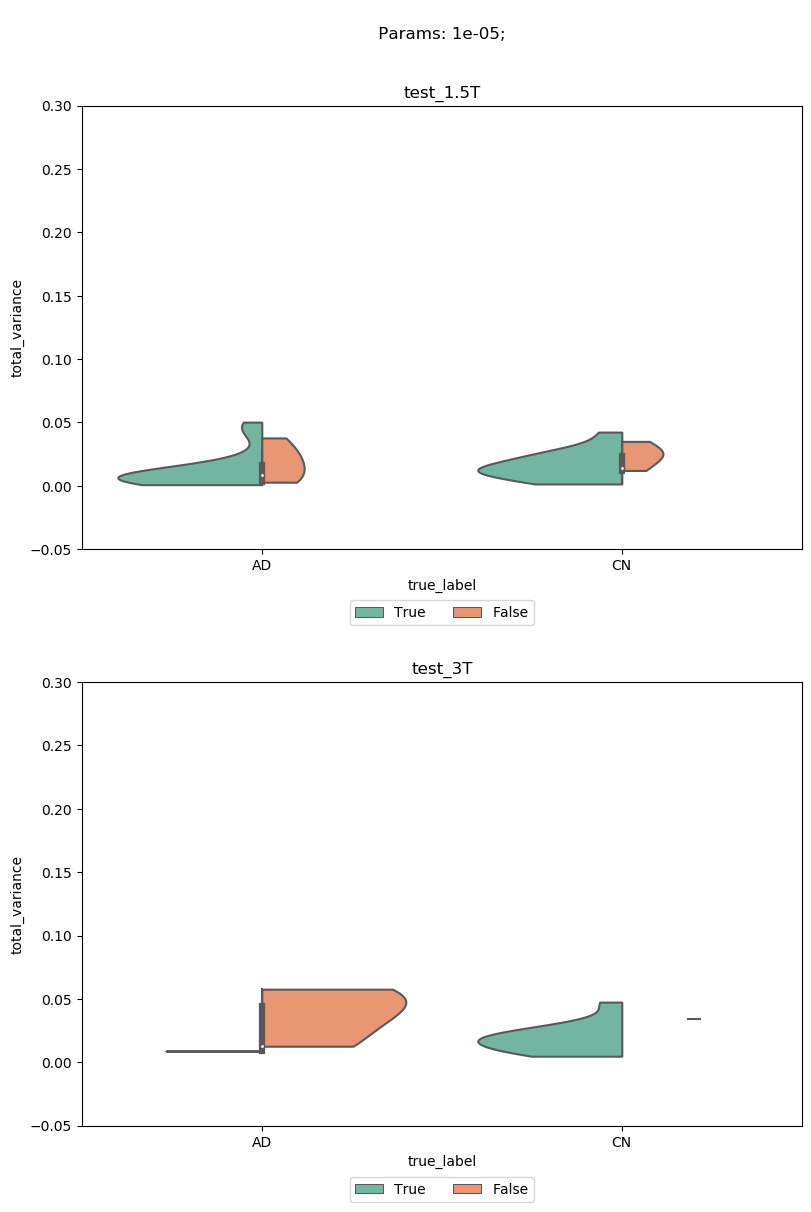 Params: 1e-05;
test_1.5T
0.30
0.25
0.20
0.15
0.10
0.05
0.00
−0.05
total_variance
AD CN
true_label
True False
test_3T
0.30
0.25
0.20
0.15
0.10
0.05
0.00
−0.05
total_variance
AD CN
true_label
True False